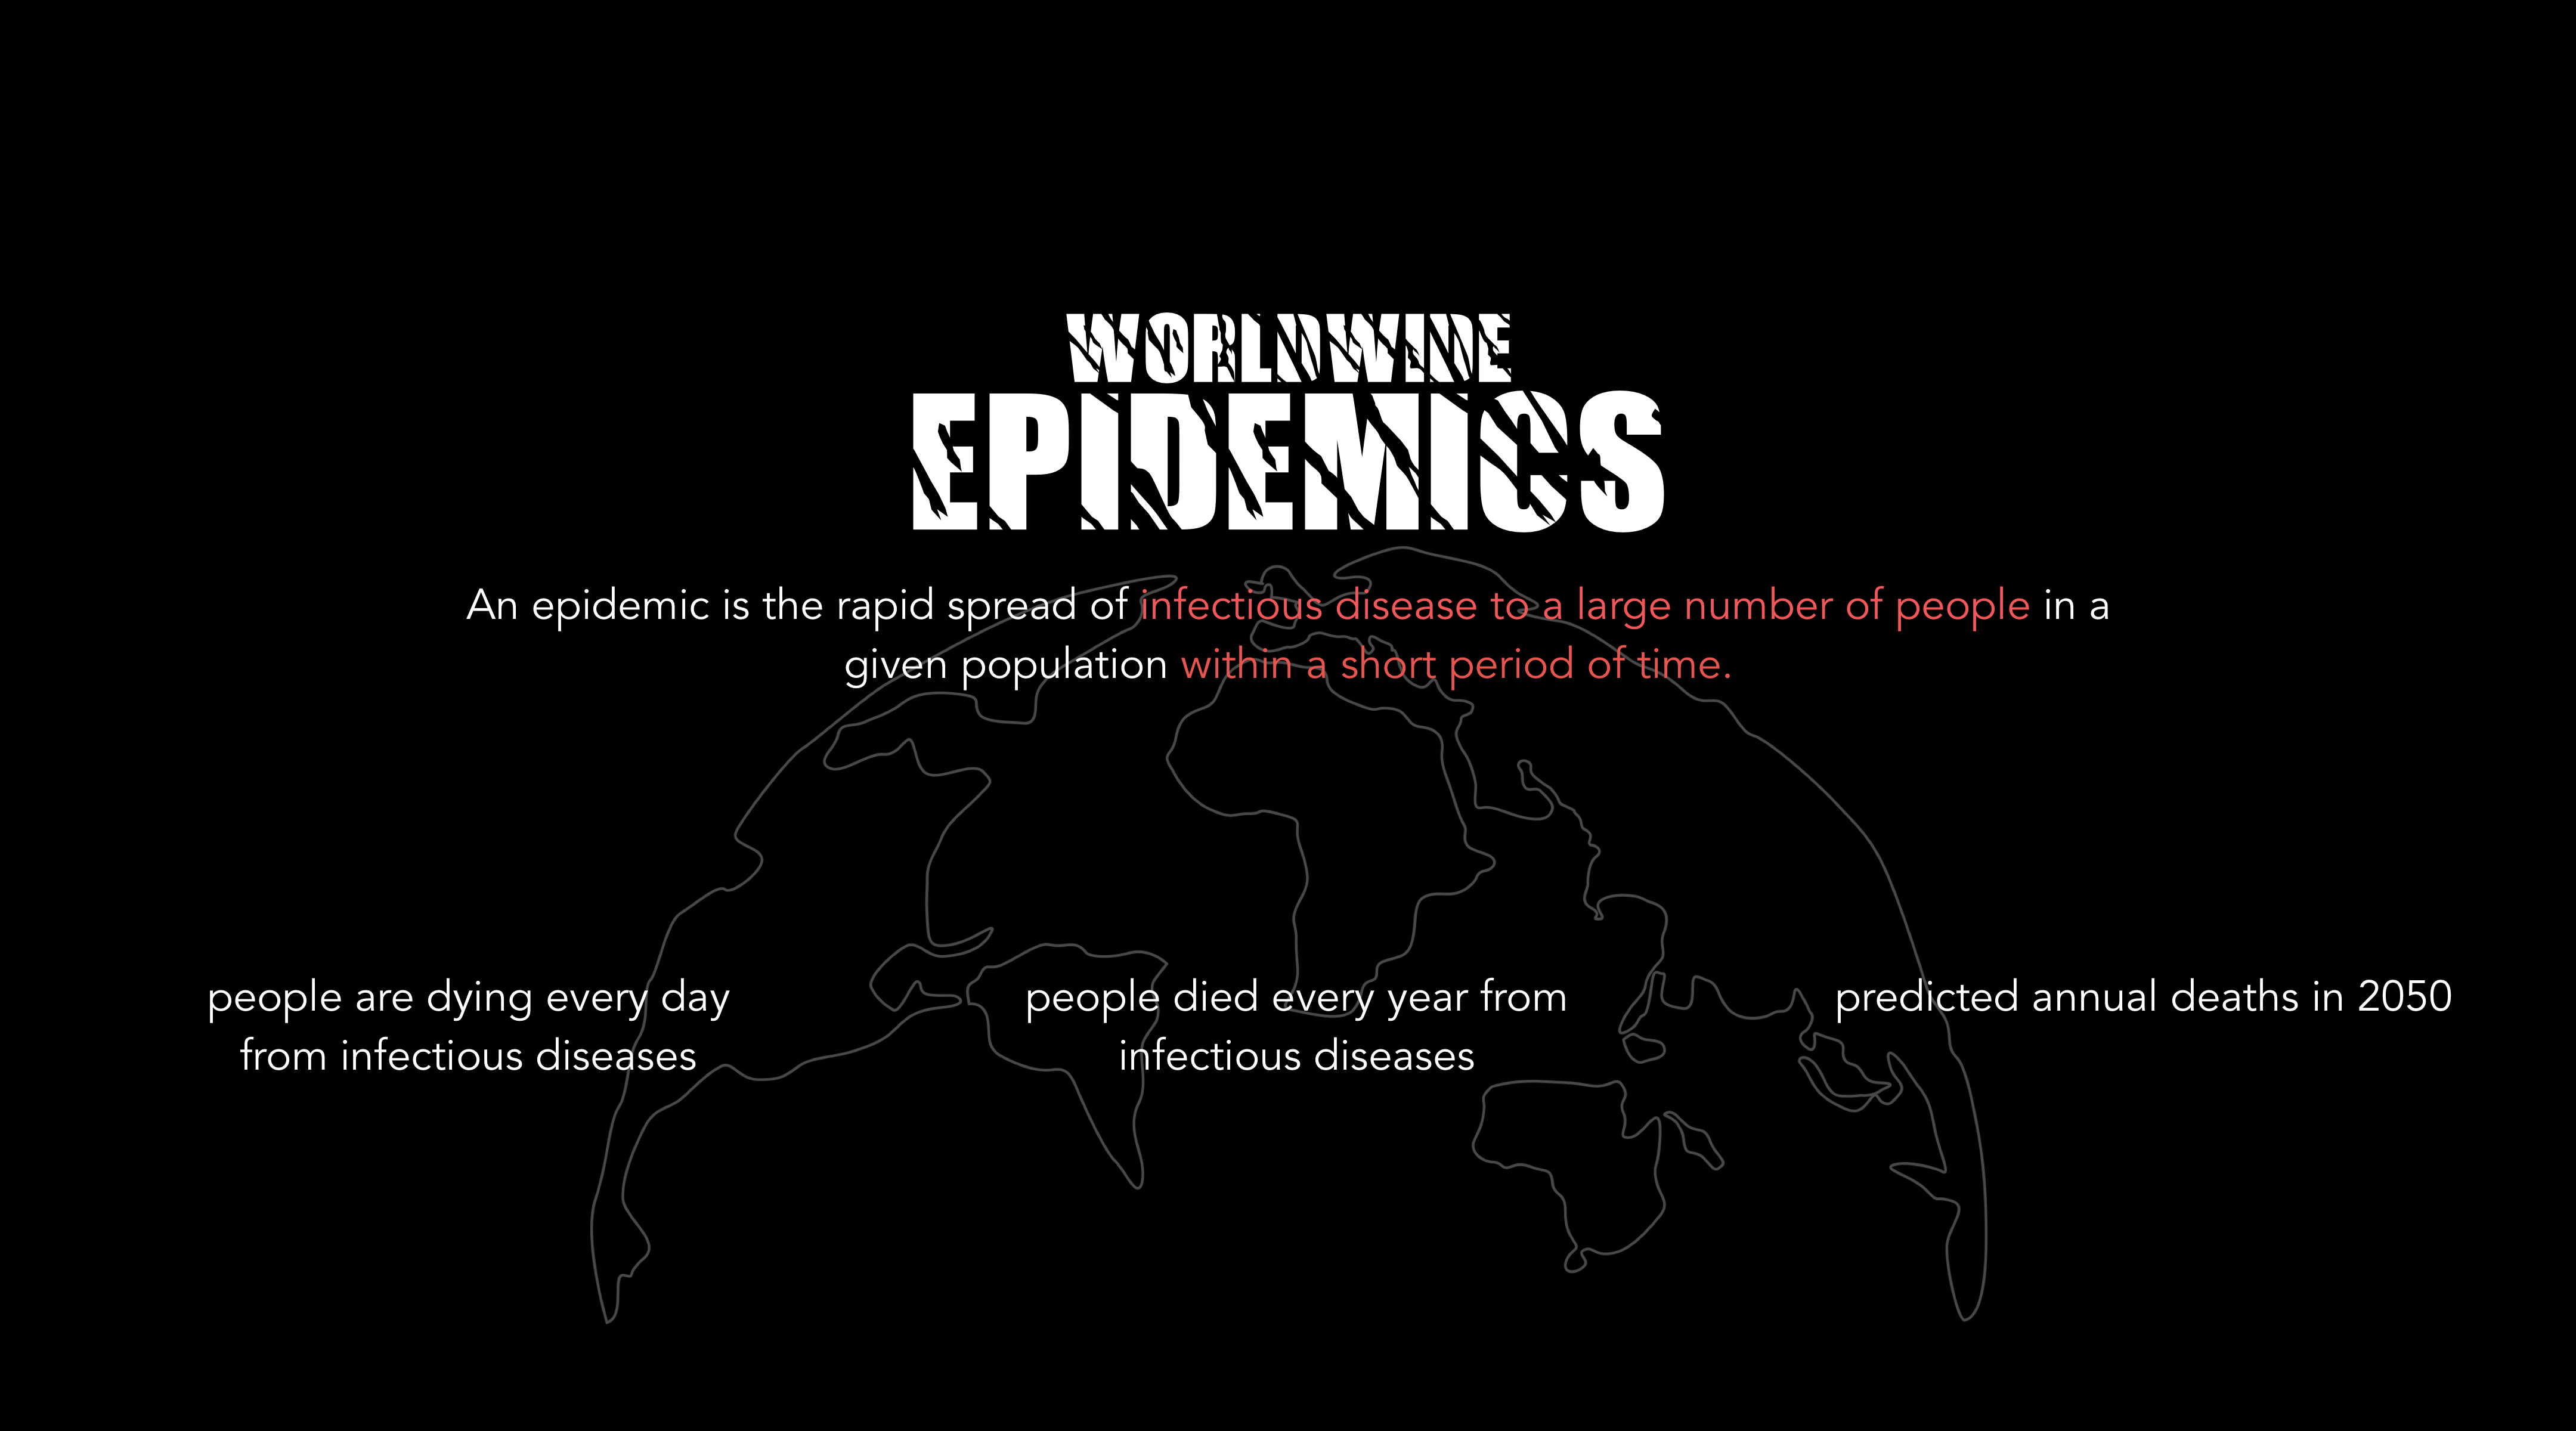 WORLDWIDE
EPIDEMICS
An epidemic is the rapid spread of infectious disease to a large number of people in a
given population within a short period of time.
people are dying every day
from infectious diseases
people died every year from
infectious diseases
predicted annual deaths in 2050